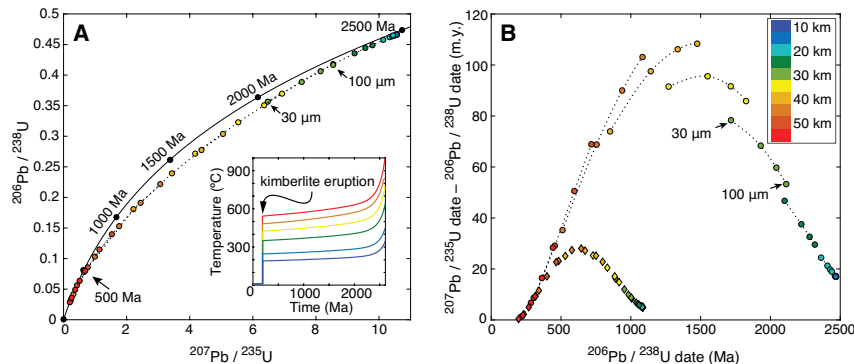 A
0.5
0.45
0.4
0.35
0.3
0.25
0.2
0.15
0.1
0.05
0
0 2 4 6 8 10
²⁰⁶Pb / ²³⁸U
²⁰⁷Pb / ²³⁵U
500 Ma
1000 Ma
1500 Ma
2000 Ma
2500 Ma
30 µm
100 µm
kimberlite eruption
Temperature (ºC)
900
600
300
0 1000 2000
Time (Ma)
B
120
100
80
60
40
20
0
0 500 1000 1500 2000 2500
²⁰⁷Pb / ²³⁵U date – ²⁰⁶Pb / ²³⁸U date (m.y.)
²⁰⁶Pb / ²³⁸U date (Ma)
30 µm
100 µm
10 km
20 km
30 km
40 km
50 km